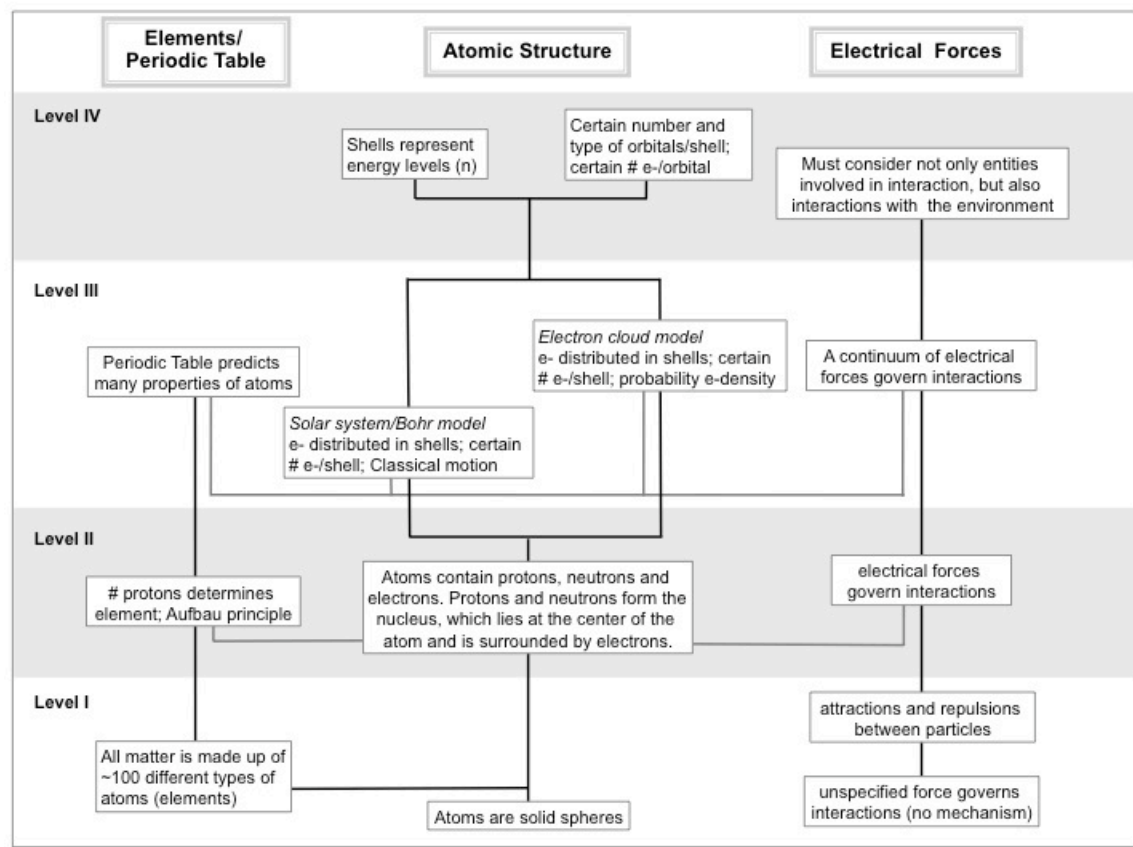 Elements/
Periodic Table
Atomic Structure
Electrical Forces
Level IV
Shells represent
energy levels (n)
Certain number and
type of orbitals/shell;
certain # e-/orbital
Must consider not only entities
involved in interaction, but also
interactions with the environment
Level III
Periodic Table predicts
many properties of atoms
Solar system/Bohr model
e- distributed in shells; certain
# e-/shell; Classical motion
Electron cloud model
e- distributed in shells; certain
# e-/shell; probability e-density
A continuum of electrical
forces govern interactions
Level II
# protons determines
element; Aufbau principle
Atoms contain protons, neutrons and
electrons. Protons and neutrons form the
nucleus, which lies at the center of the
atom and is surrounded by electrons.
electrical forces
govern interactions
Level I
All matter is made up of
~100 different types of
atoms (elements)
Atoms are solid spheres
attractions and repulsions
between particles
unspecified force governs
interactions (no mechanism)